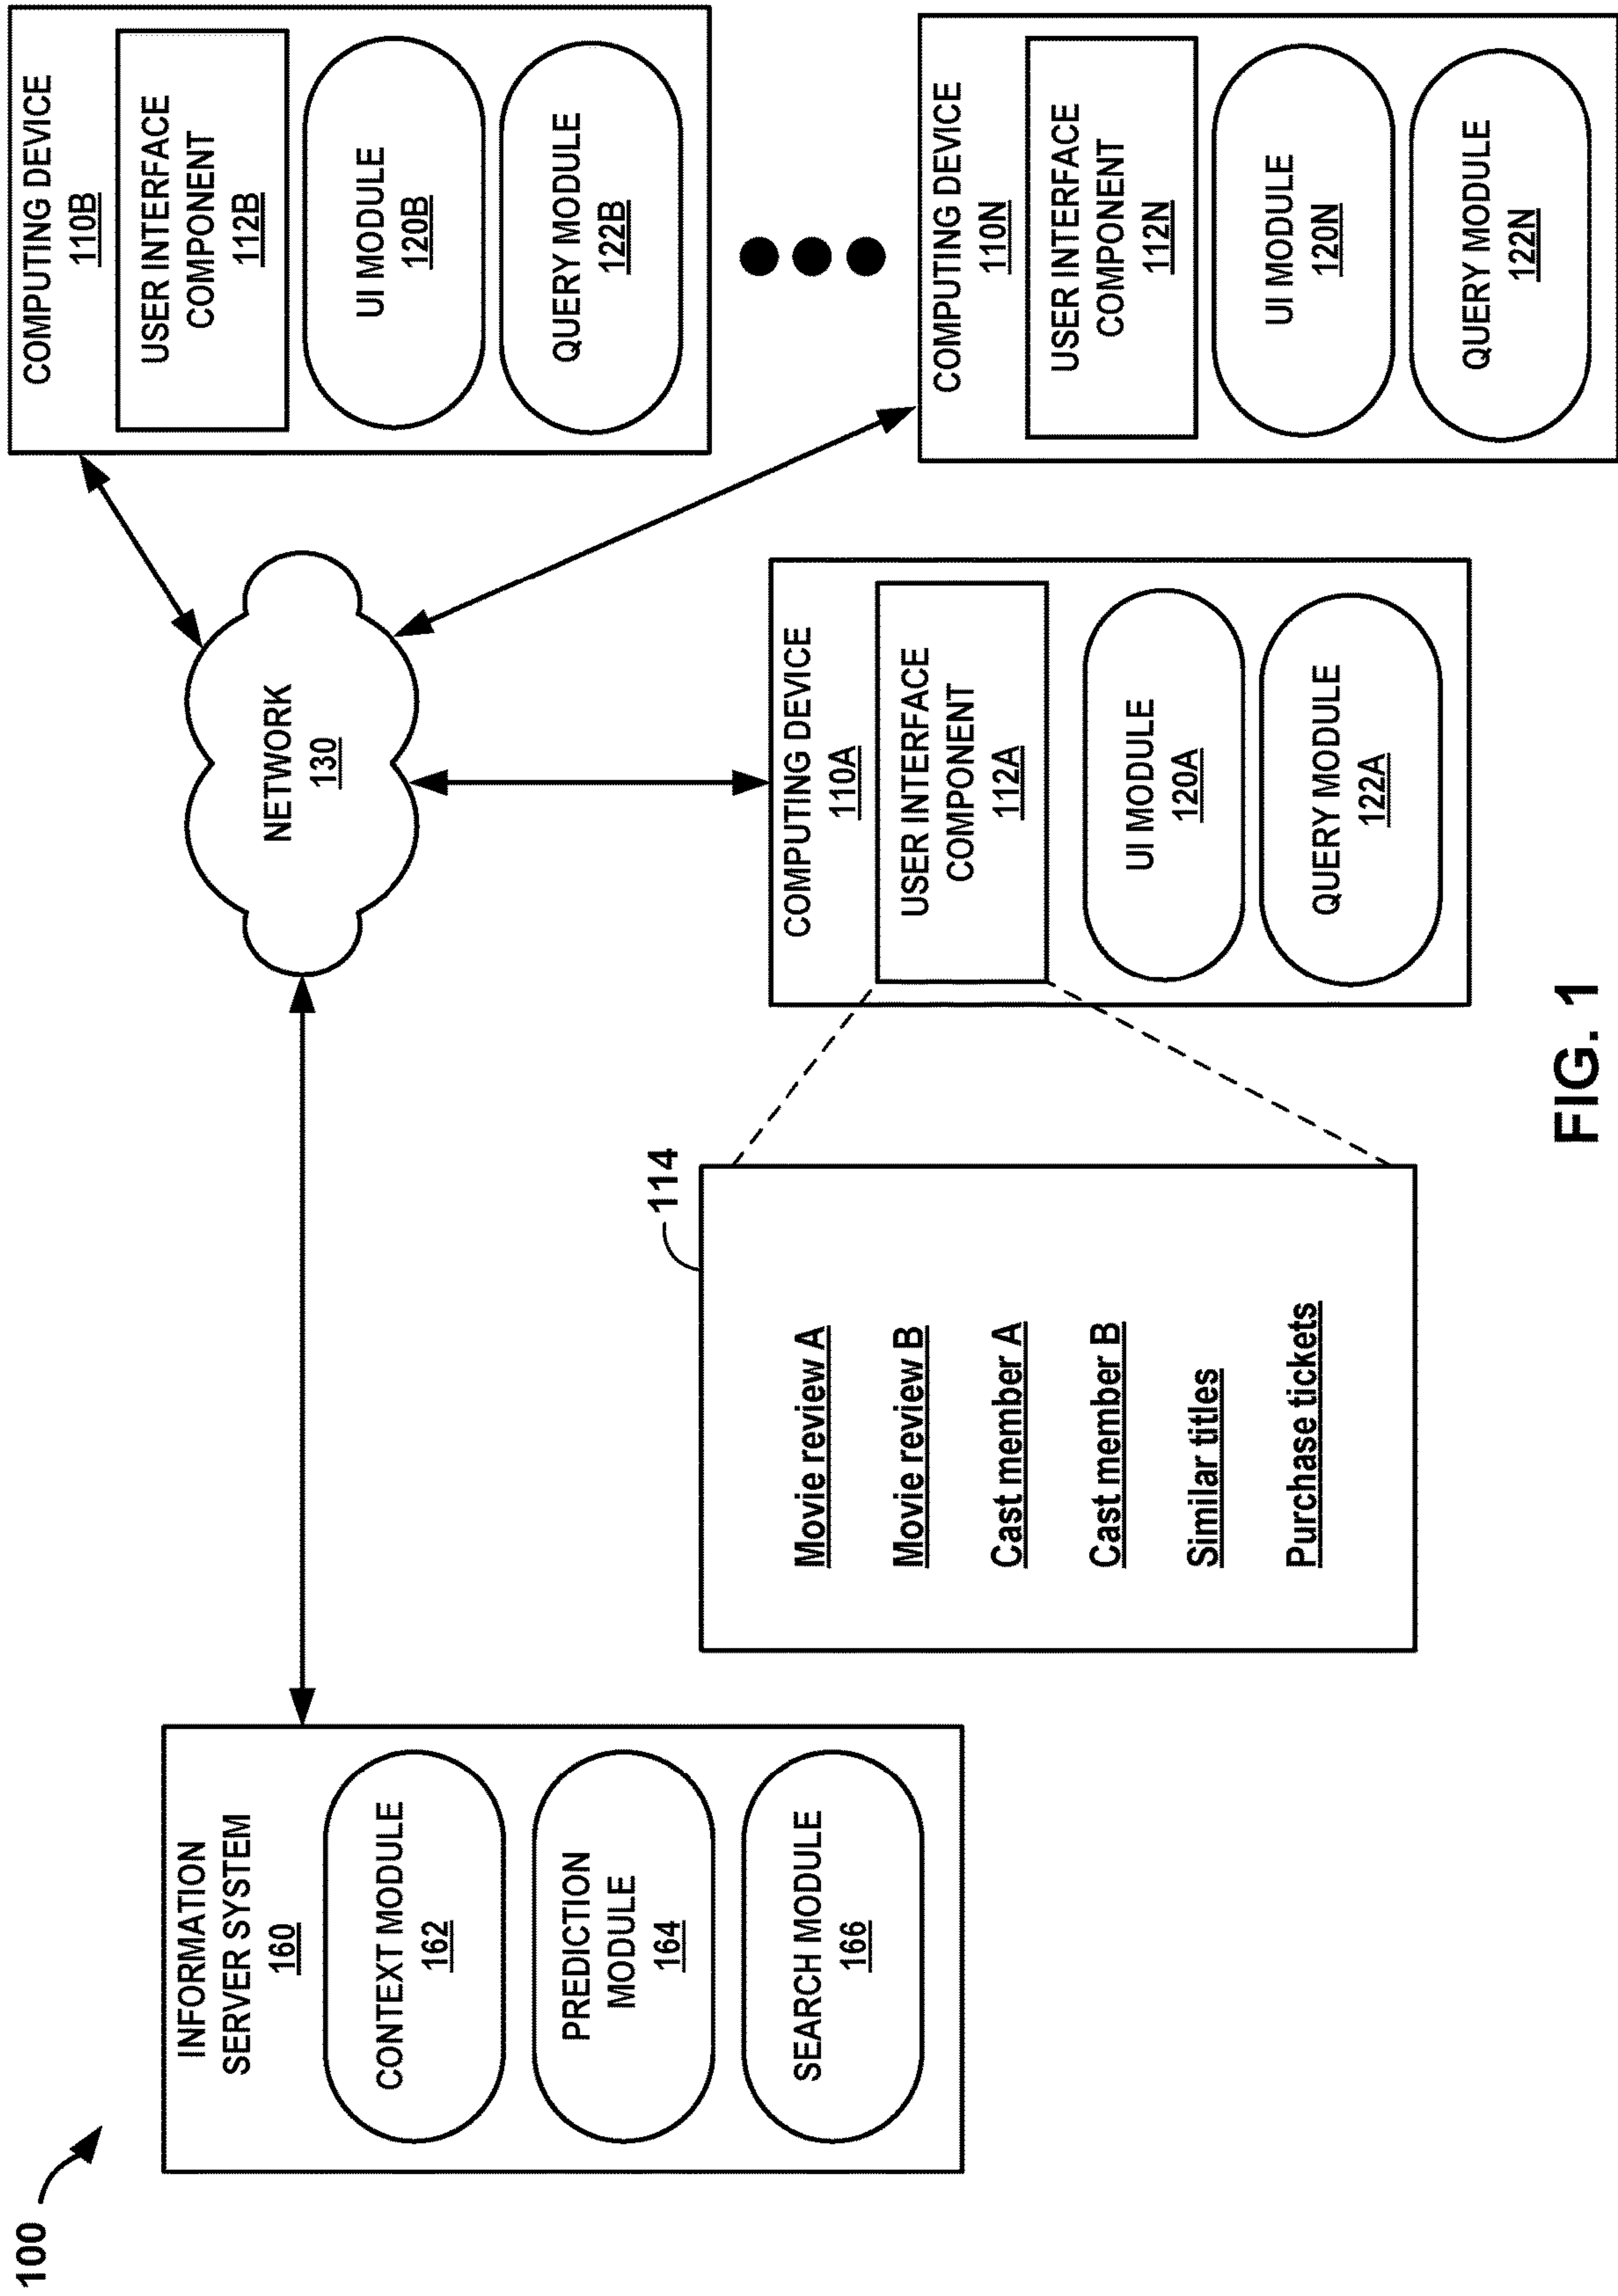 100
INFORMATION
SERVER SYSTEM
160
CONTEXT MODULE
162
PREDICTION
MODULE
164
SEARCH MODULE
166
NETWORK
130
114
Movie review A
Movie review B
Cast member A
Cast member B
Similar titles
Purchase tickets
COMPUTING DEVICE
110A
USER INTERFACE
COMPONENT
112A
UI MODULE
120A
QUERY MODULE
122A
COMPUTING DEVICE
110B
USER INTERFACE
COMPONENT
112B
UI MODULE
120B
QUERY MODULE
122B
COMPUTING DEVICE
110N
USER INTERFACE
COMPONENT
112N
UI MODULE
120N
QUERY MODULE
122N
FIG. 1